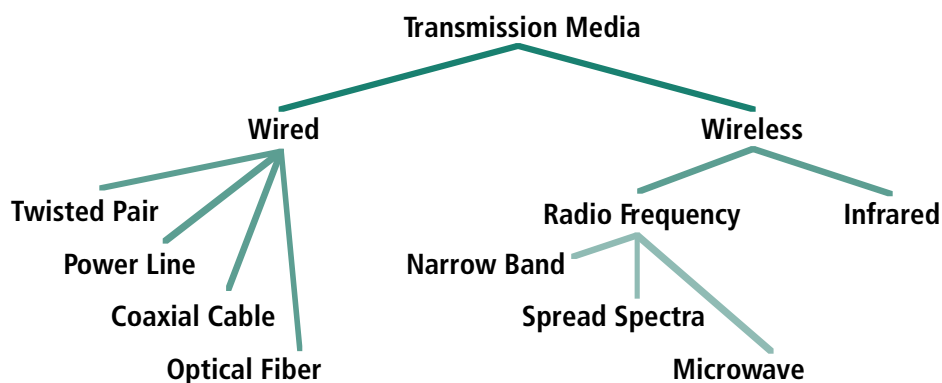 Transmission Media
Wired
Wireless
Twisted Pair
Radio Frequency
Infrared
Power Line
Narrow Band
Coaxial Cable
Spread Spectra
Optical Fiber
Microwave